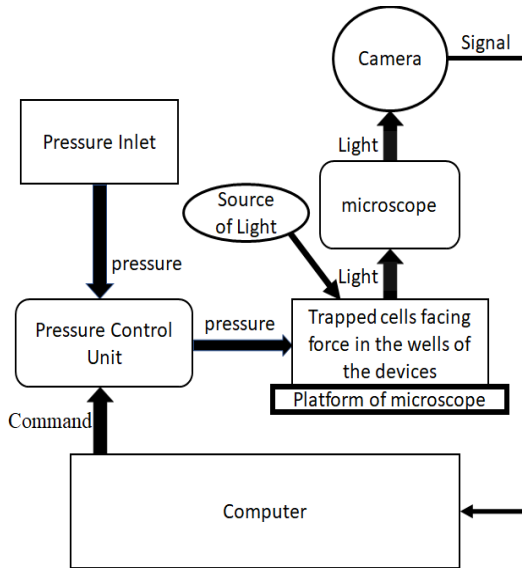 Camera
Signal
Light
Pressure Inlet
Source
of Light
microscope
pressure
Light
pressure
Pressure Control
Unit
Trapped cells facing
force in the wells of
the devices
Platform of microscope
Command
Computer